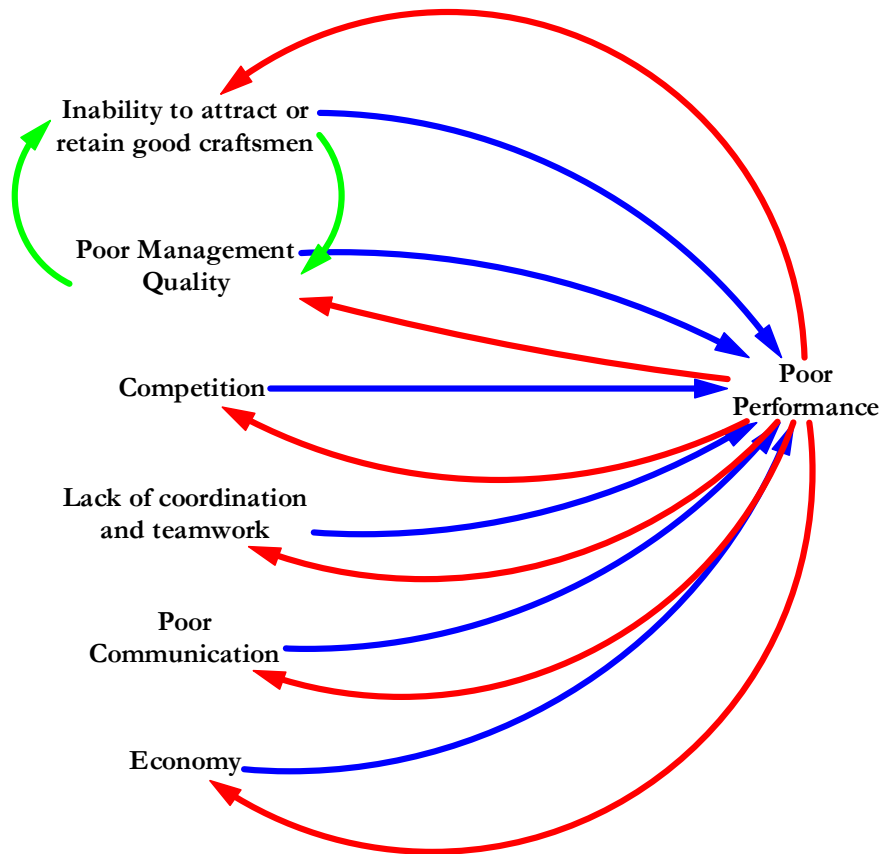 Inability to attract or
retain good craftsmen
Poor Management
Quality
Competition
Poor
Performance
Lack of coordination
and teamwork
Poor
Communication
Economy